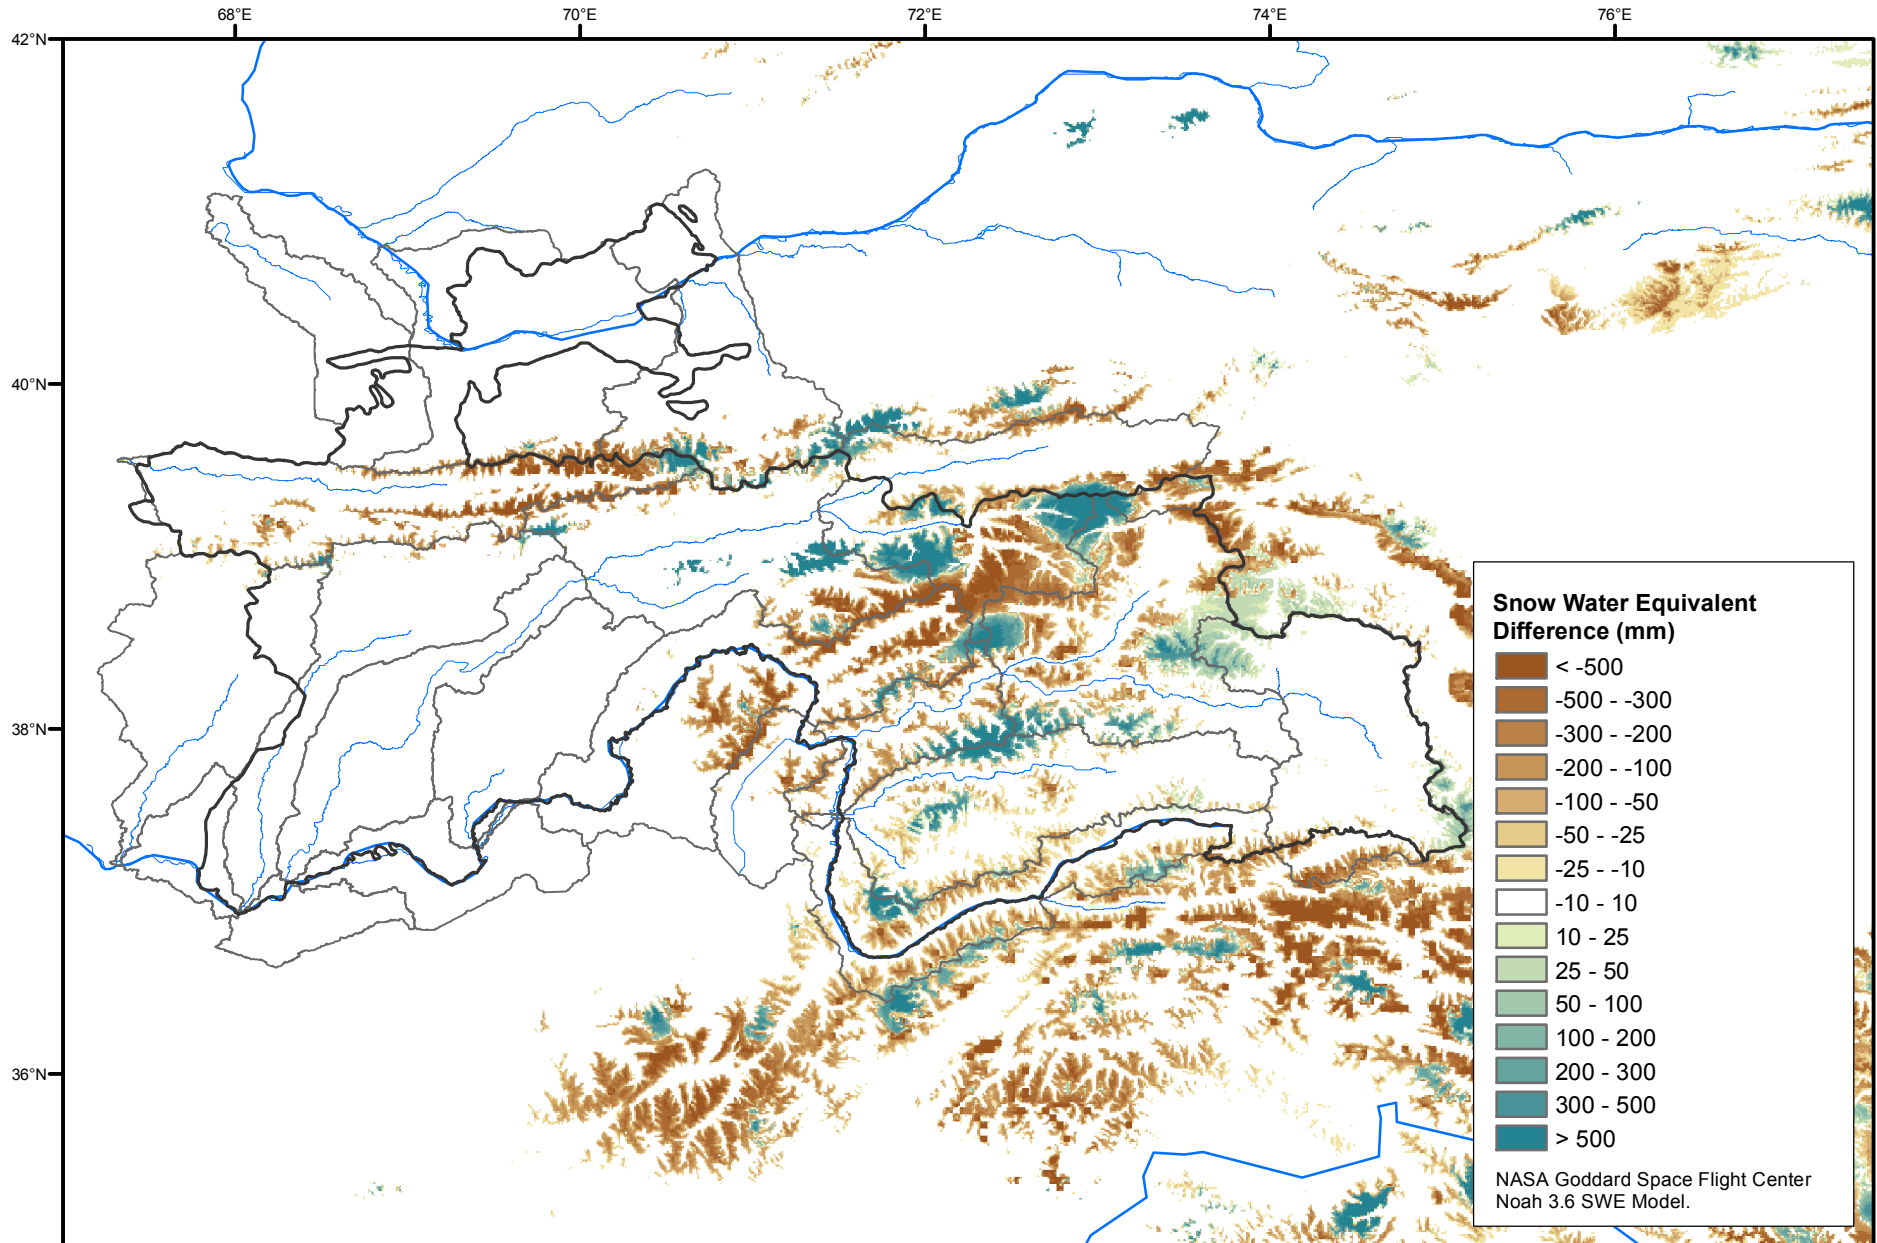 68°E
70°E
72°E
74°E
76°E
42°N
40°N
38°N
36°N
Snow Water Equivalent
Difference (mm)
< -500
-500 - -300
-300 - -200
-200 - -100
-100 - -50
-50 - -25
-25 - -10
-10 - 10
10 - 25
25 - 50
50 - 100
100 - 200
200 - 300
300 - 500
> 500
NASA Goddard Space Flight Center
Noah 3.6 SWE Model.